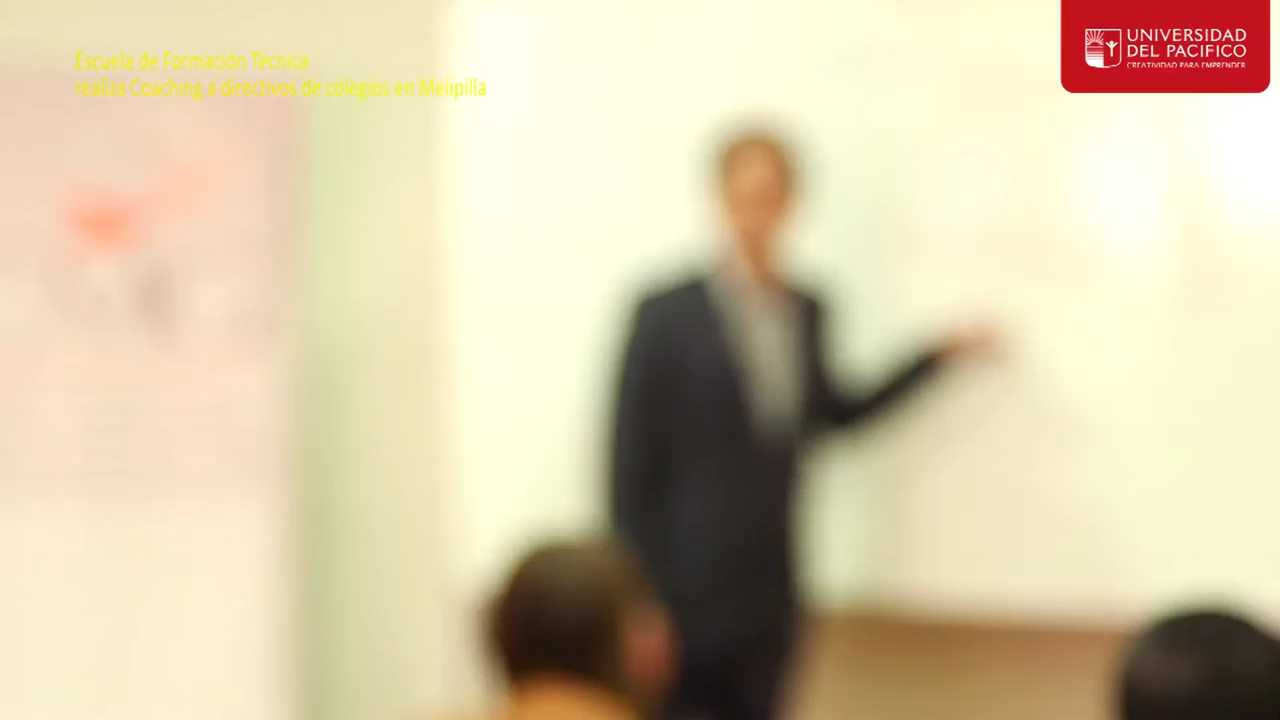 Escuela de Formación Técnica
realiza Coaching a directivos de colegios en Melipilla
UNIVERSIDAD
DEL PACIFICO
CREATIVIDAD PARA EMPRENDER